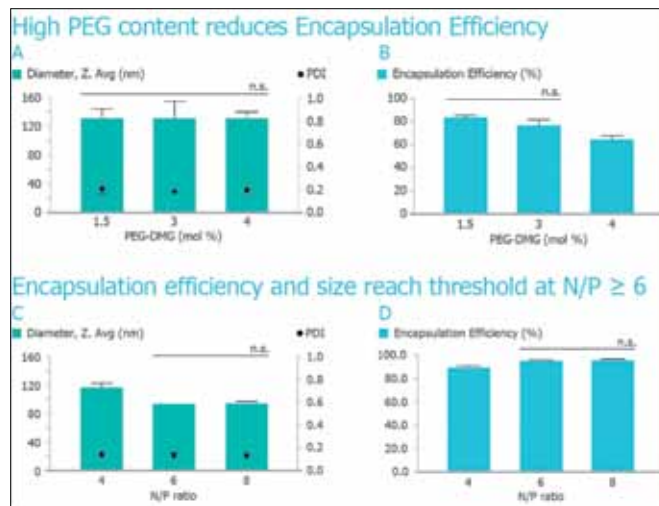 High PEG content reduces Encapsulation Efficiency
A
Diameter, Z. Avg (nm)
PDI
n.s.
160
120
80
40
0
1.0
0.8
0.6
0.4
0.2
0.0
1.5
3
4
PEG-DMG (mol %)
B
Encapsulation Efficiency (%)
n.s.
100
80
60
40
20
0
1.5
3
4
PEG-DMG (mol %)
Encapsulation efficiency and size reach threshold at N/P ≥ 6
C
Diameter, Z. Avg (nm)
PDI
n.s.
160
120
80
40
0
1.0
0.8
0.6
0.4
0.2
0.0
4
6
8
N/P ratio
D
Encapsulation Efficiency (%)
n.s.
100.0
80.0
60.0
40.0
20.0
0.0
4
6
8
N/P ratio